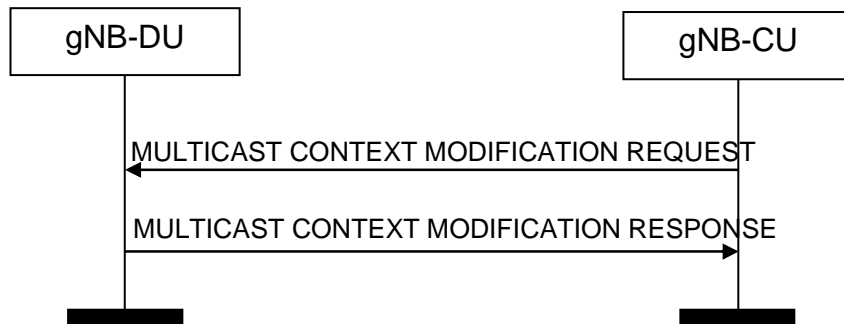 gNB-DU
gNB-CU
MULTICAST CONTEXT MODIFICATION REQUEST
MULTICAST CONTEXT MODIFICATION RESPONSE